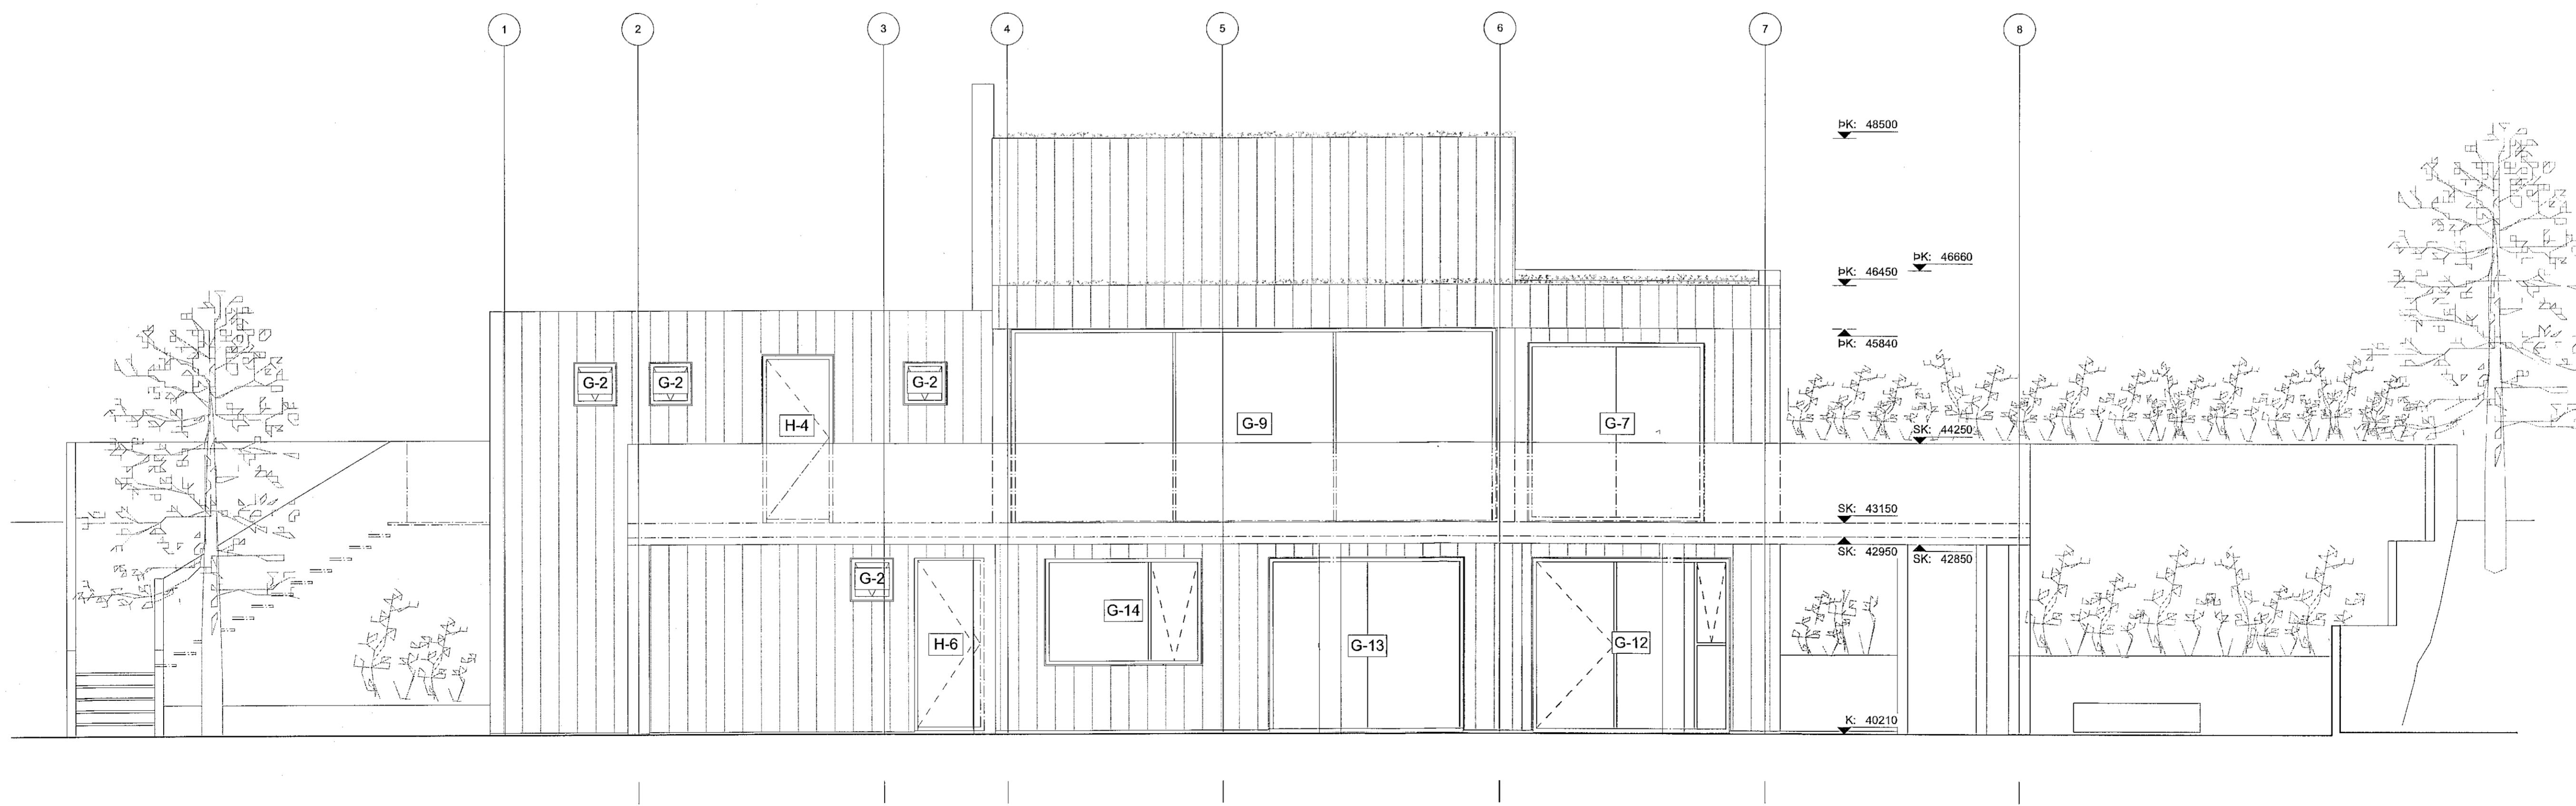 1 2 3 4 5 6 7 8
ÞK: 48500
ÞK: 46660
ÞK: 46450
ÞK: 45840
G-2 G-2 G-2
H-4 G-9 G-7
SK: 44250
SK: 43150
SK: 42950 SK: 42850
G-2
G-14
H-6 G-13 G-12
K: 40210